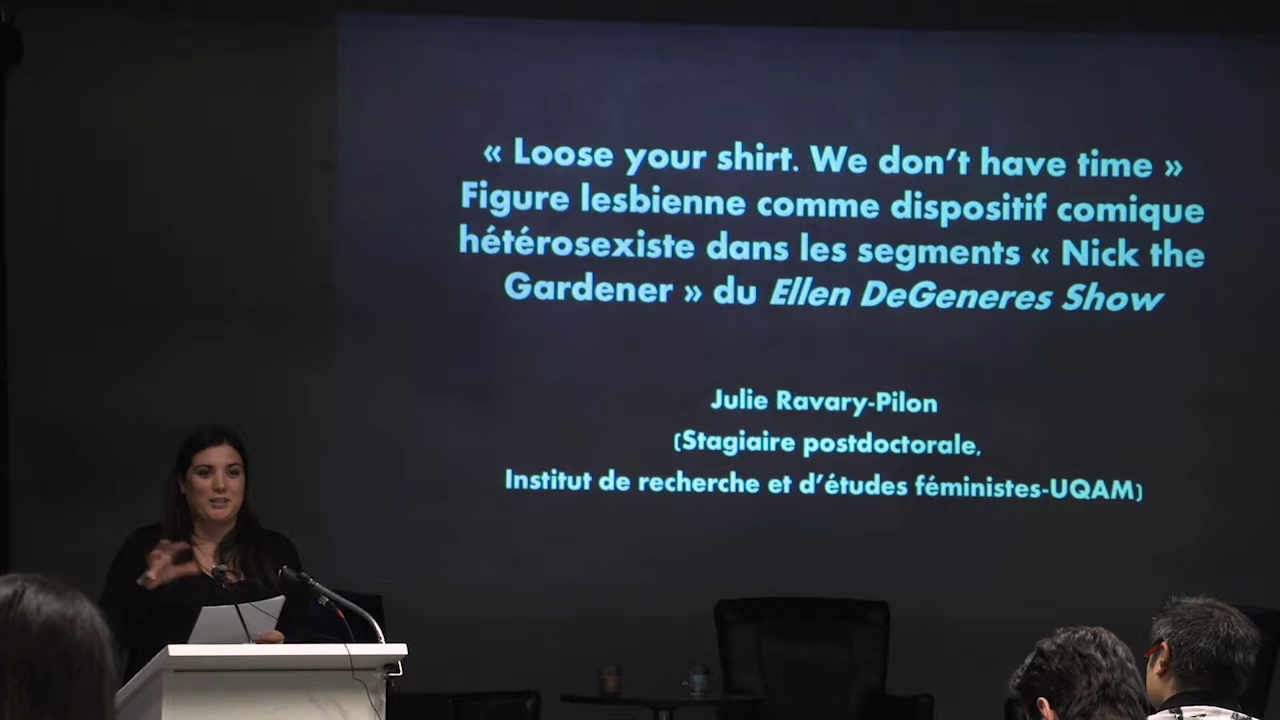 « Loose your shirt. We don't have time »
Figure lesbienne comme dispositif comique
hétérosexiste dans les segments « Nick the
Gardener » du Ellen DeGeneres Show
Julie Ravary-Pilon
(Stagiaire postdoctorale,
Institut de recherche et d'études féministes-UQAM)